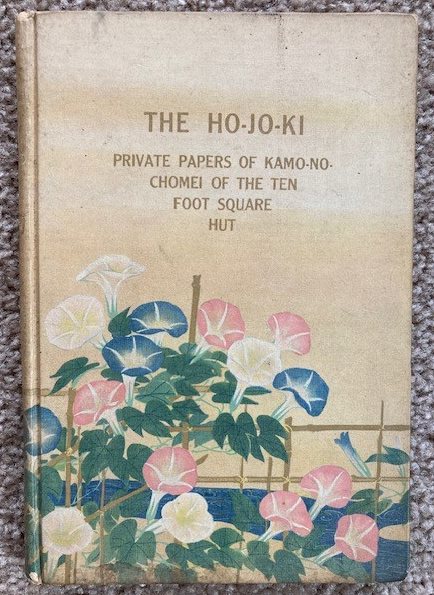 THE HO-JO-KI
PRIVATE PAPERS OF KAMO-NO-
CHOMEI OF THE TEN
FOOT SQUARE
HUT